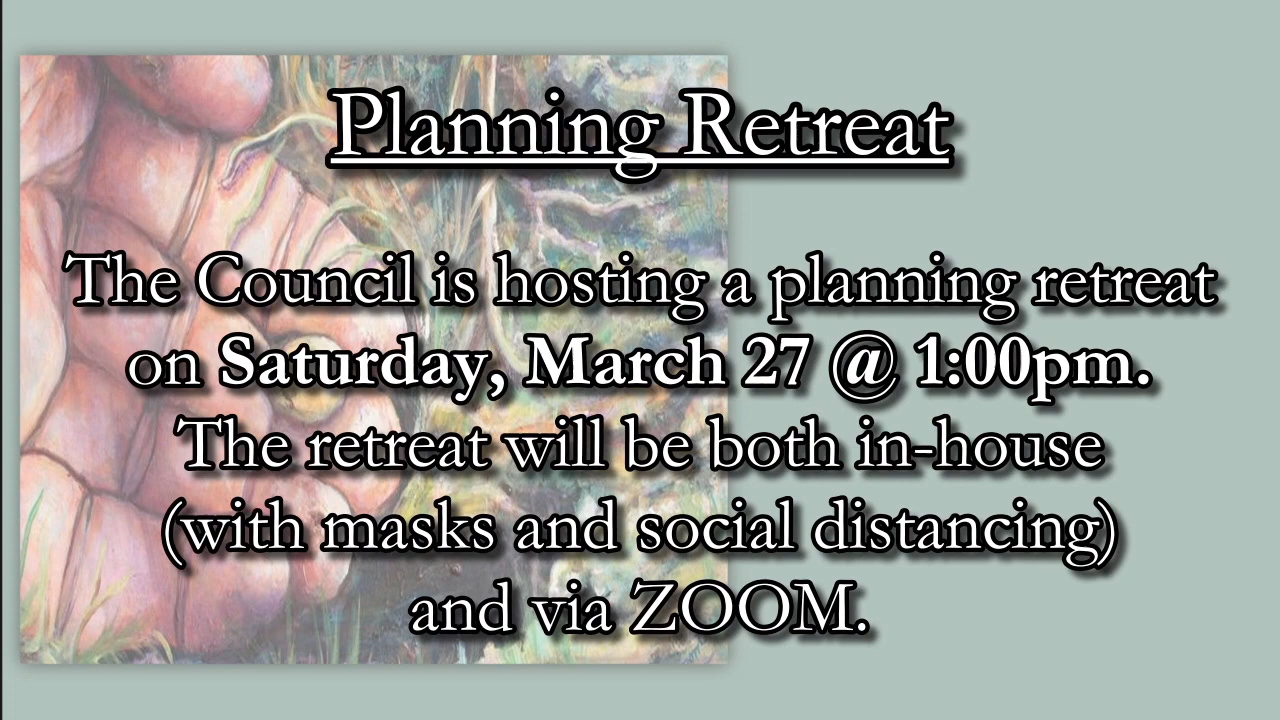 Planning Retreat
The Council is hosting a planning retreat
on Saturday, March 27 @ 1:00pm.
The retreat will be both in-house
(with masks and social distancing)
and via ZOOM.